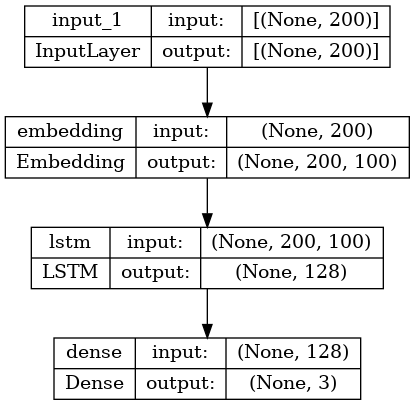 input_1 input: [(None, 200)]
InputLayer output: [(None, 200)]
embedding input: (None, 200)
Embedding output: (None, 200, 100)
lstm input: (None, 200, 100)
LSTM output: (None, 128)
dense input: (None, 128)
Dense output: (None, 3)